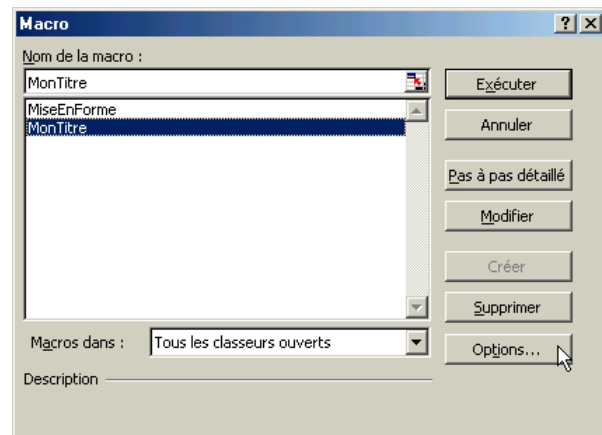 Macro
Nom de la macro :
MonTitre
MiseEnForme
MonTitre
Exécuter
Annuler
Pas à pas détaillé
Modifier
Créer
Supprimer
Macros dans : Tous les classeurs ouverts
Options...
Description